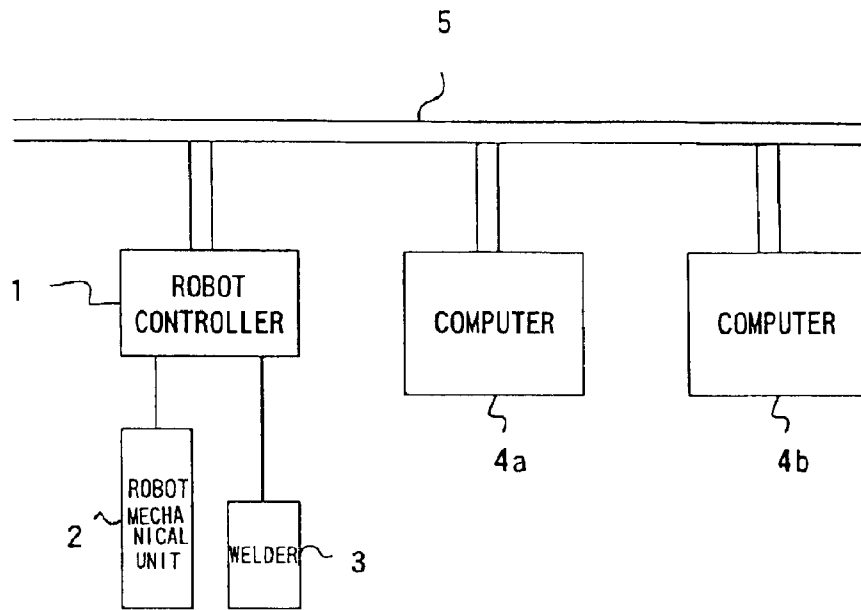 5
1
ROBOT
CONTROLLER
COMPUTER
COMPUTER
4a
4b
2
ROBOT
MECHA
NICAL
UNIT
WELDER
3